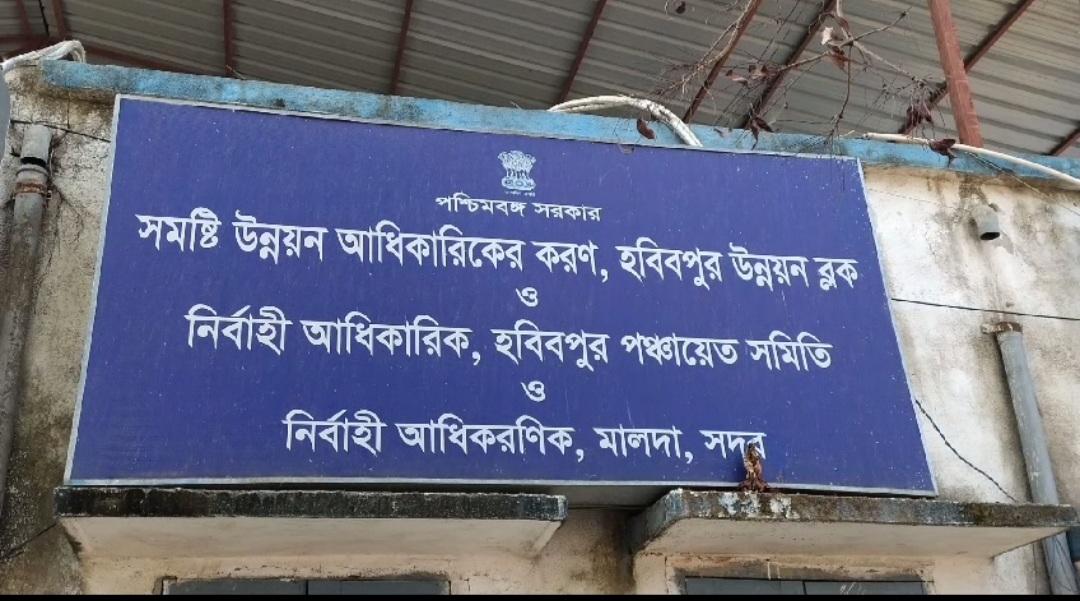 পশ্চিমবঙ্গ সরকার
সমষ্টি উন্নয়ন আধিকারিকের করণ, হবিবপুর উন্নয়ন ব্লক
ও
নির্বাহী আধিকারিক, হবিবপুর পঞ্চায়েত সমিতি
ও
নির্বাহী আধিকরণিক, মালদা, সদর